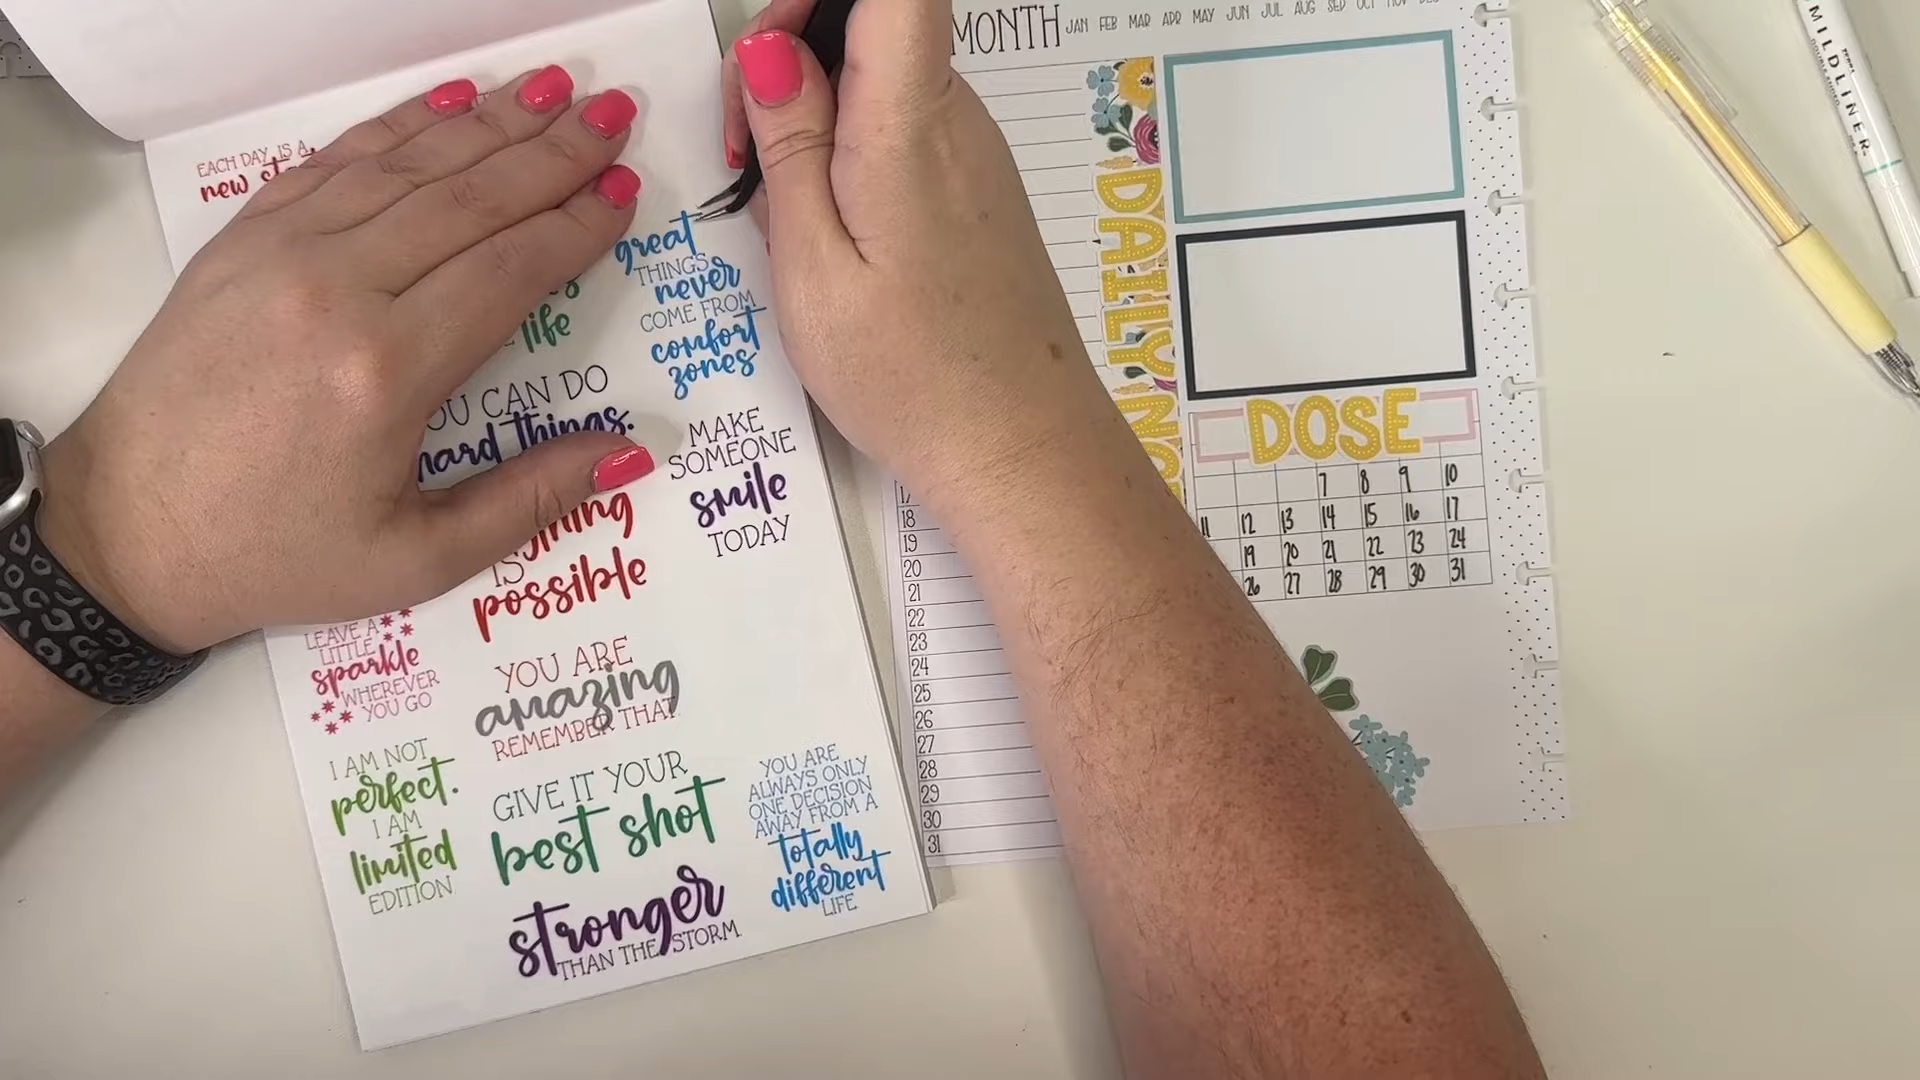 EACH DAY IS A
new
great
THINGS
never
COME FROM
comfort
zones
life
YOU CAN DO
hard things.
MAKE
SOMEONE
smile
TODAY
IS
possible
LEAVE A
LITTLE
sparkle
WHEREVER
YOU GO
YOU ARE
amazing
REMEMBER THAT
I AM NOT
perfect.
I AM
limited
EDITION
GIVE IT YOUR
best shot
YOU ARE
ALWAYS ONLY
ONE DECISION
AWAY FROM A
totally
different
LIFE
stronger
THAN THE STORM
MONTH JAN FEB MAR APR MAY JUN JUL AUG SEP OCT NOV DEC
DAILY
DOSE
7 8 9 10
11 12 13 14 15 16 17
19 20 21 22 23 24
26 27 28 29 30 31
17
18
19
20
21
22
23
24
25
26
27
28
29
30
31
MILDLINER